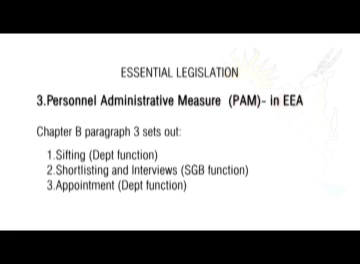 ESSENTIAL LEGISLATION
3.Personnel Administrative Measure (PAM)- in EEA
Chapter B paragraph 3 sets out:
1.Sifting (Dept function)
2.Shortlisting and Interviews (SGB function)
3.Appointment (Dept function)